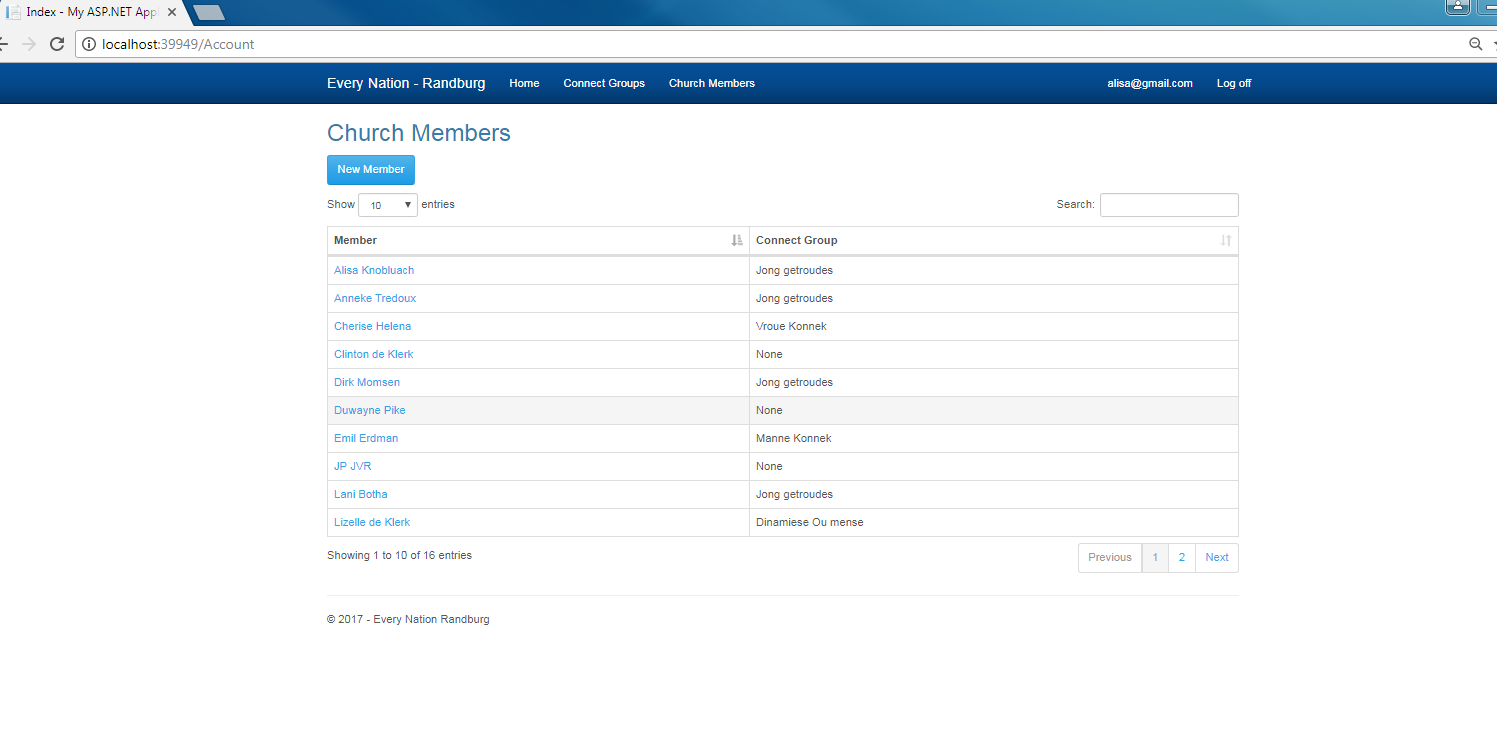 Index - My ASP.NET App
localhost:39949/Account
Every Nation - Randburg Home Connect Groups Church Members alisa@gmail.com Log off
Church Members
New Member
Show 10 entries Search:
Member Connect Group
Alisa Knobluach Jong getroudes
Anneke Tredoux Jong getroudes
Cherise Helena Vroue Konnek
Clinton de Klerk None
Dirk Momsen Jong getroudes
Duwayne Pike None
Emil Erdman Manne Konnek
JP JVR None
Lani Botha Jong getroudes
Lizelle de Klerk Dinamiese Ou mense
Showing 1 to 10 of 16 entries Previous 1 2 Next
© 2017 - Every Nation Randburg